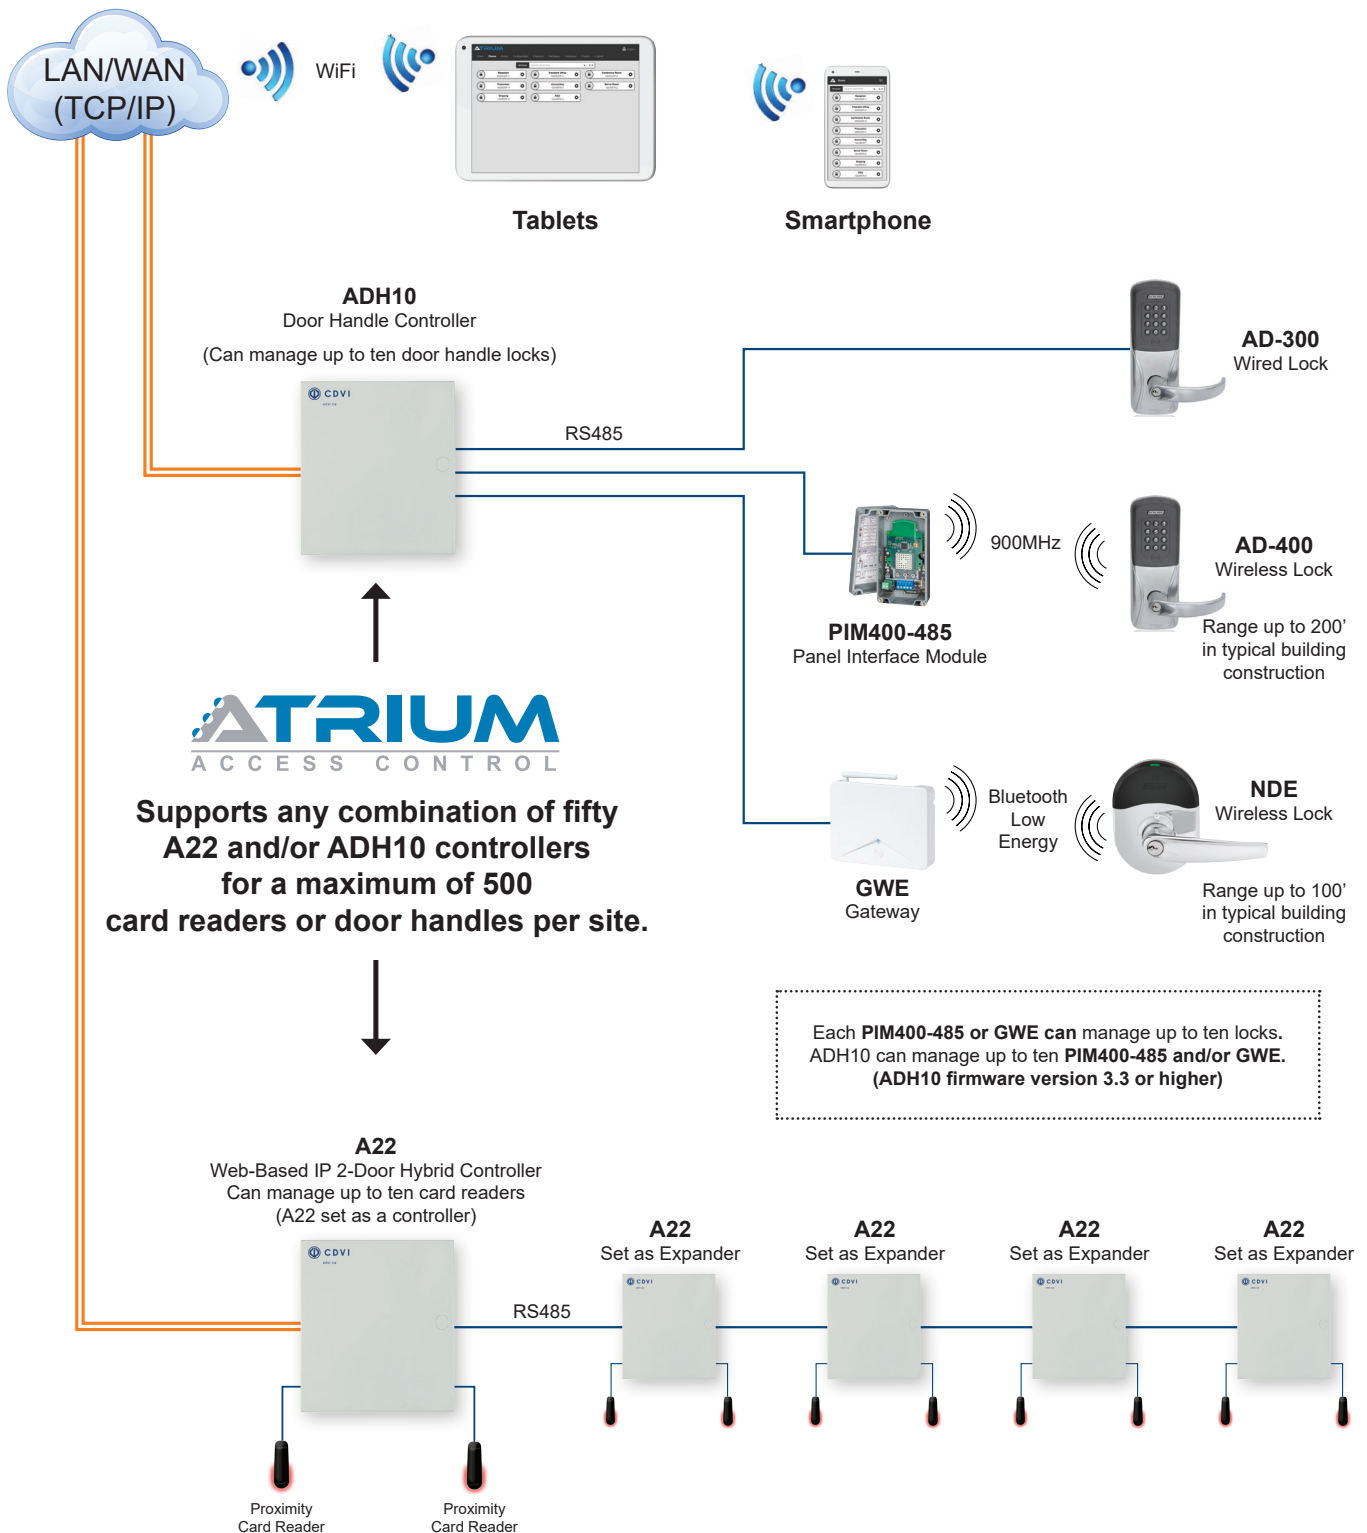 LAN/WAN
(TCP/IP)
WiFi
ATRIUM
Tablets
Smartphone
ADH10
Door Handle Controller
(Can manage up to ten door handle locks)
CDVI
RS485
AD-300
Wired Lock
900MHz
AD-400
Wireless Lock
Range up to 200’
in typical building
construction
PIM400-485
Panel Interface Module
ATRIUM
ACCESS CONTROL
Supports any combination of fifty
A22 and/or ADH10 controllers
for a maximum of 500
card readers or door handles per site.
Bluetooth
Low
Energy
NDE
Wireless Lock
Range up to 100’
in typical building
construction
GWE
Gateway
Each PIM400-485 or GWE can manage up to ten locks.
ADH10 can manage up to ten PIM400-485 and/or GWE.
(ADH10 firmware version 3.3 or higher)
A22
Web-Based IP 2-Door Hybrid Controller
Can manage up to ten card readers
(A22 set as a controller)
CDVI
RS485
A22
Set as Expander
CDVI
A22
Set as Expander
CDVI
A22
Set as Expander
CDVI
A22
Set as Expander
CDVI
Proximity
Card Reader
Proximity
Card Reader